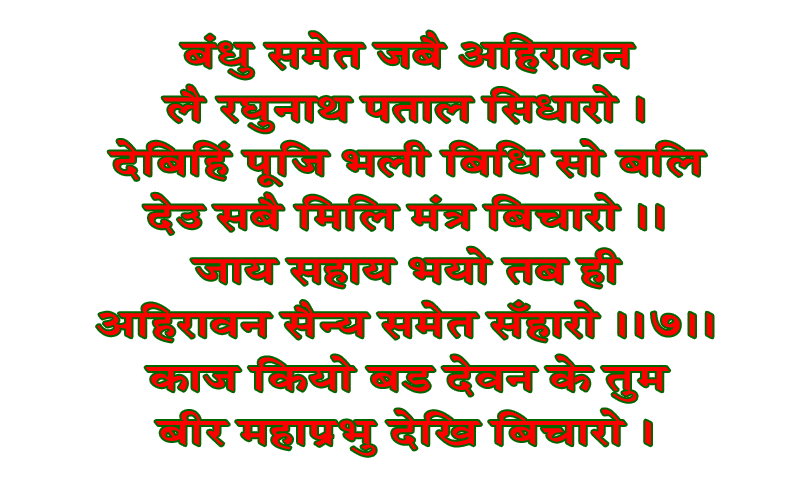 बंधु समेत जबै अहिरावन
लै रघुनाथ पताल सिधारो ।
देबिहिं पूजि भली बिधि सो बलि
देउ सबै मिलि मंत्र बिचारो ।।
जाय सहाय भयो तब ही
अहिरावन सैन्य समेत सँहारो ।।७।।
काज कियो बड देवन के तुम
बीर महाप्रभु देखि बिचारो ।